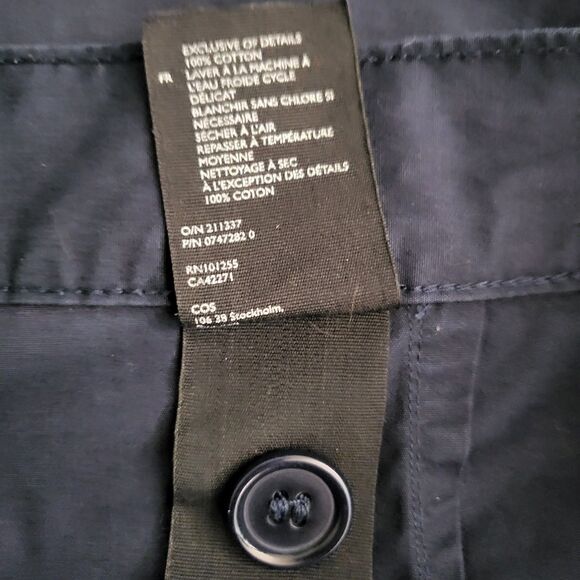 EXCLUSIVE OF DETAILS
100% COTTON
FR
LAVER À LA MACHINE À
L'EAU FROIDE CYCLE
DÉLICAT
BLANCHIR SANS CHLORE SI
NÉCESSAIRE
SÉCHER À L'AIR
REPASSER À TEMPÉRATURE
MOYENNE
NETTOYAGE À SEC
À L'EXCEPTION DES DÉTAILS
100% COTON
O/N 211337
P/N 0747282 0
RN101255
CA42271
COS
106 38 Stockholm,